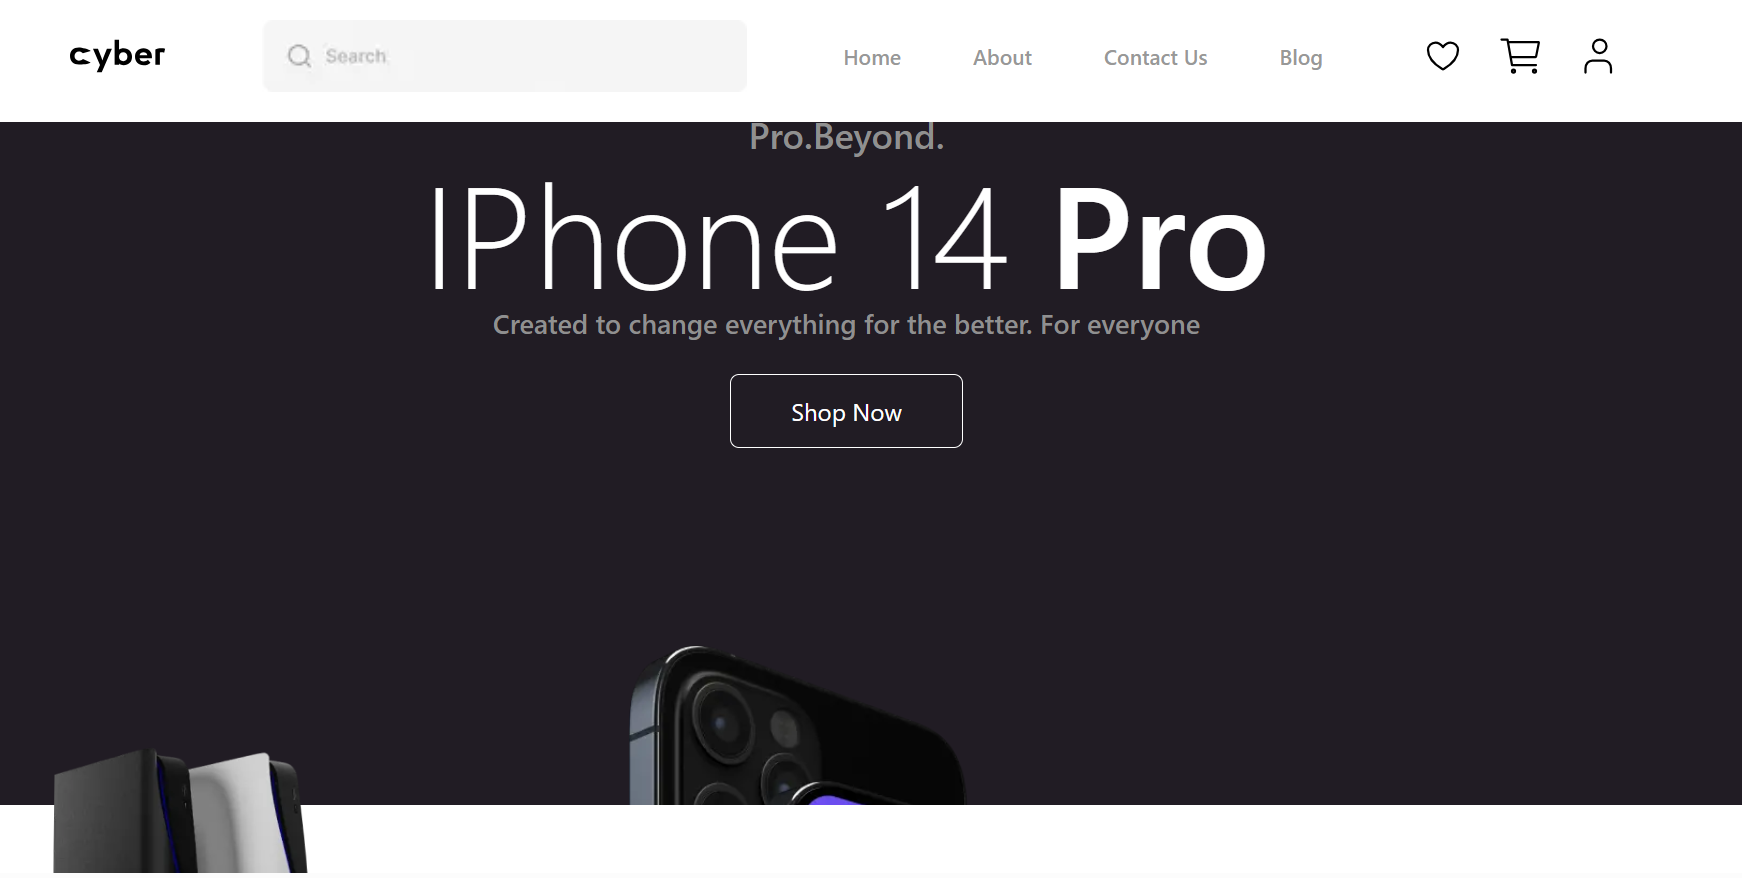 cyber
Search
Home
About
Contact Us
Blog
Pro.Beyond.
IPhone 14 Pro
Created to change everything for the better. For everyone
Shop Now